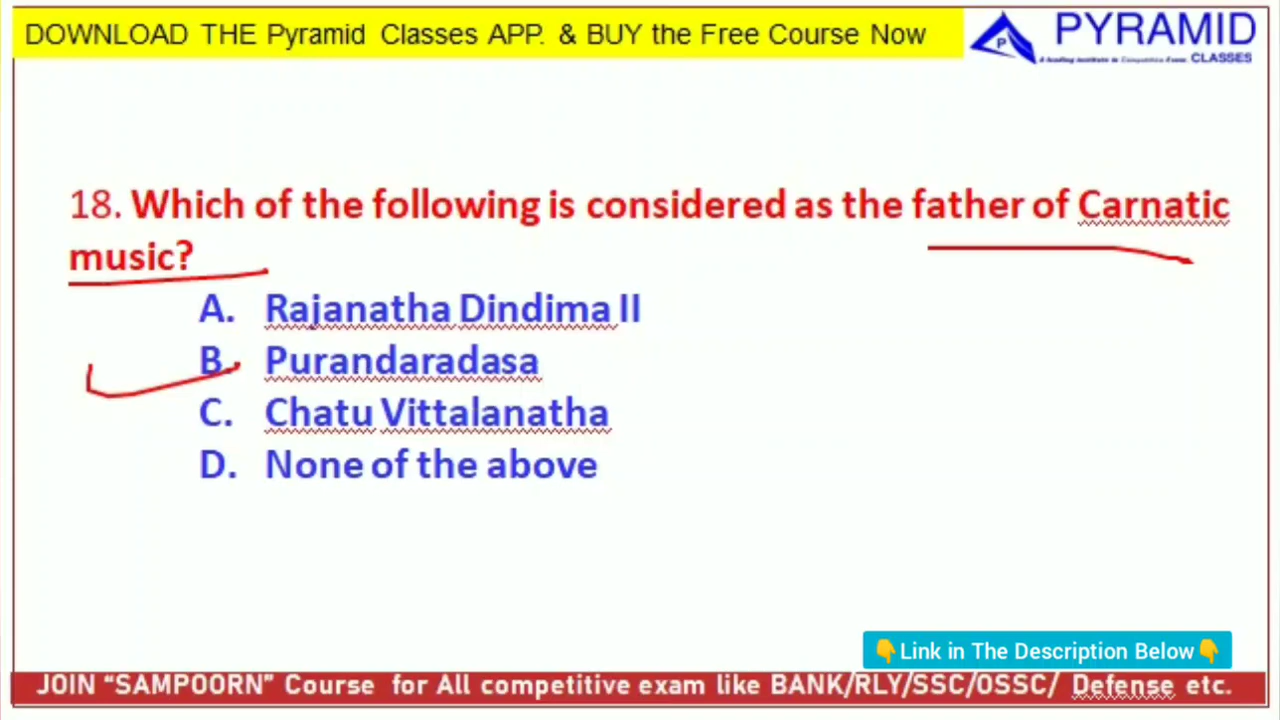 DOWNLOAD THE Pyramid Classes APP. & BUY the Free Course Now
PYRAMID
CLASSES
18. Which of the following is considered as the father of Carnatic
music?
A. Rajanatha Dindima II
B. Purandaradasa
C. Chatu Vittalanatha
D. None of the above
👇Link in The Description Below👇
JOIN “SAMPOORN” Course for All competitive exam like BANK/RLY/SSC/OSSC/ Defense etc.